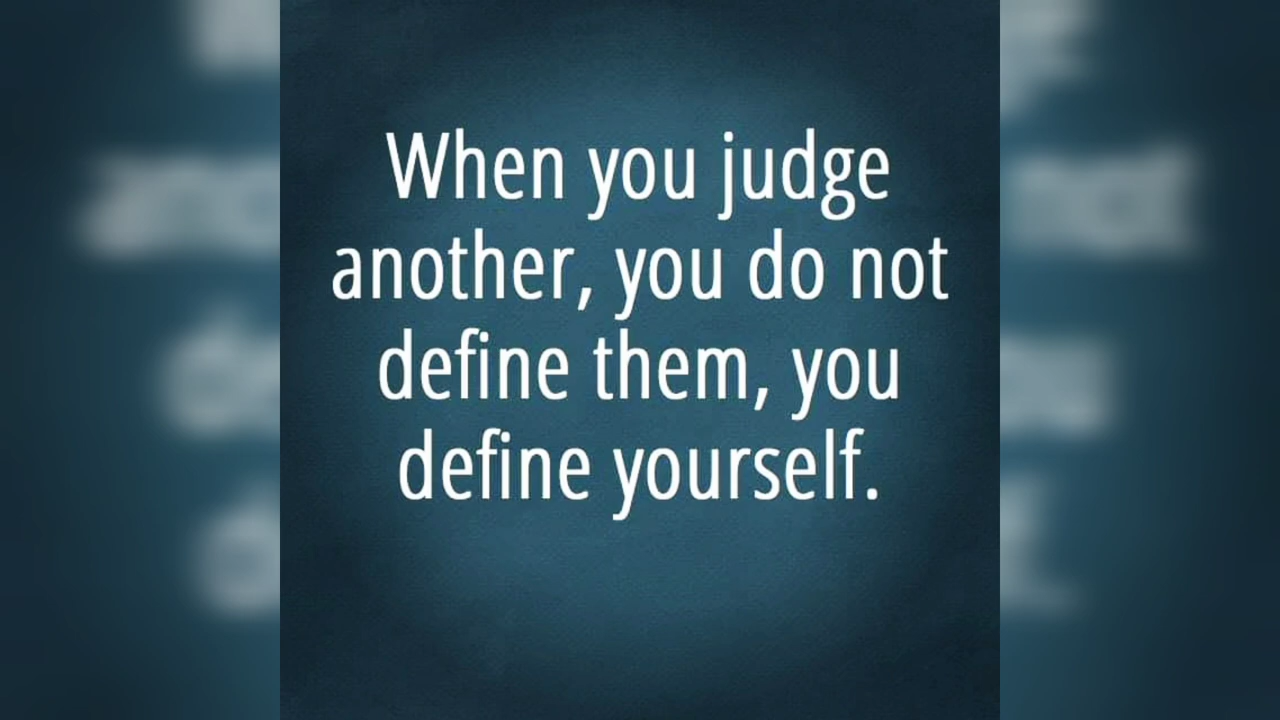 When you judge
another, you do not
define them, you
define yourself.